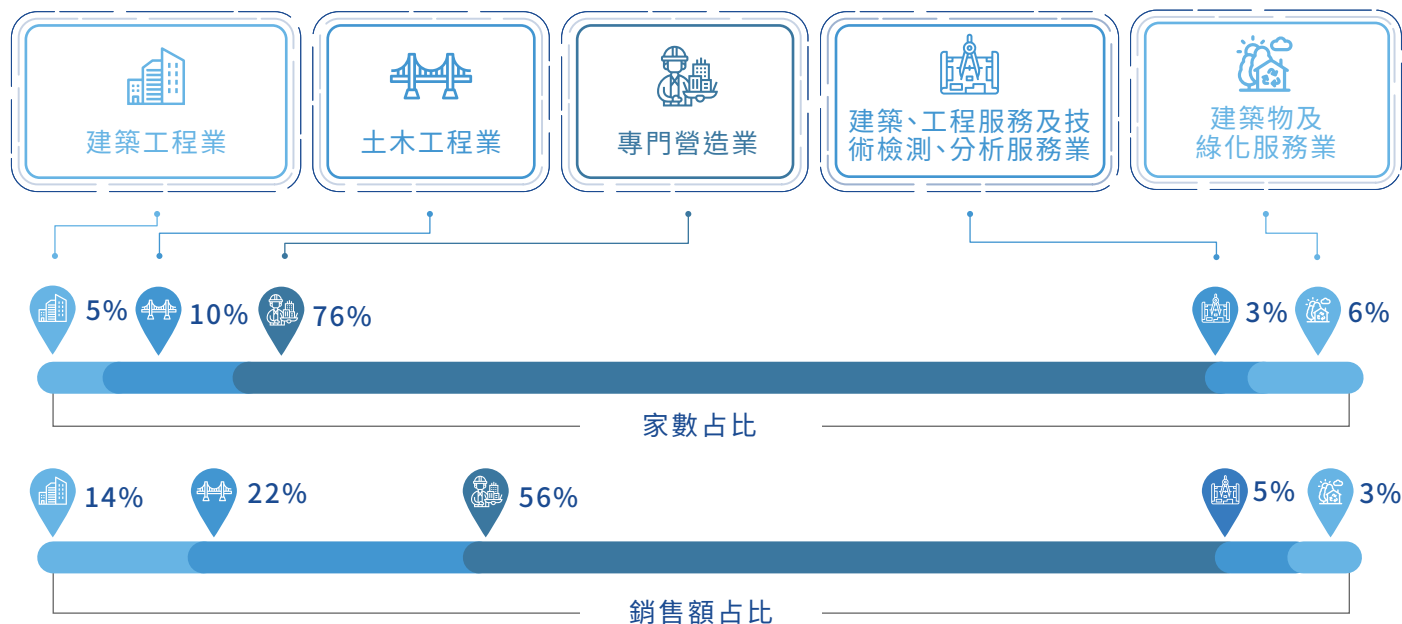 建築工程業
土木工程業
專門營造業
建築、工程服務及技
術檢測、分析服務業
建築物及
綠化服務業
5%
10%
76%
3%
6%
家數占比
14%
22%
56%
5%
3%
銷售額占比